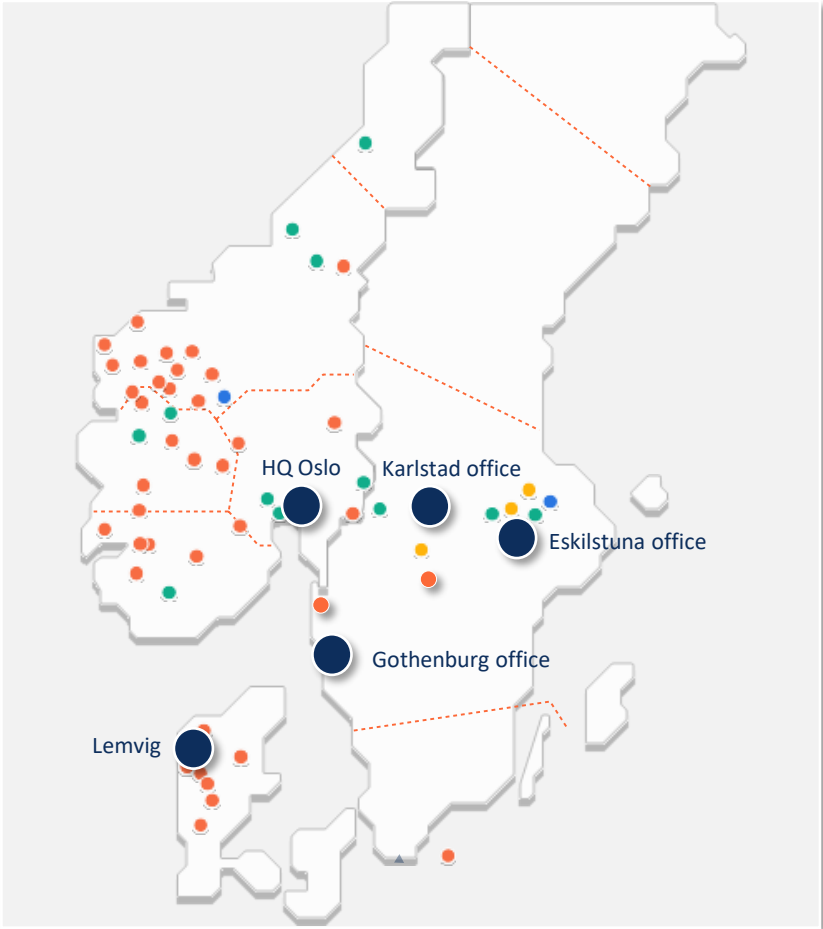 HQ Oslo
Karlstad office
Eskilstuna office
Gothenburg office
Lemvig